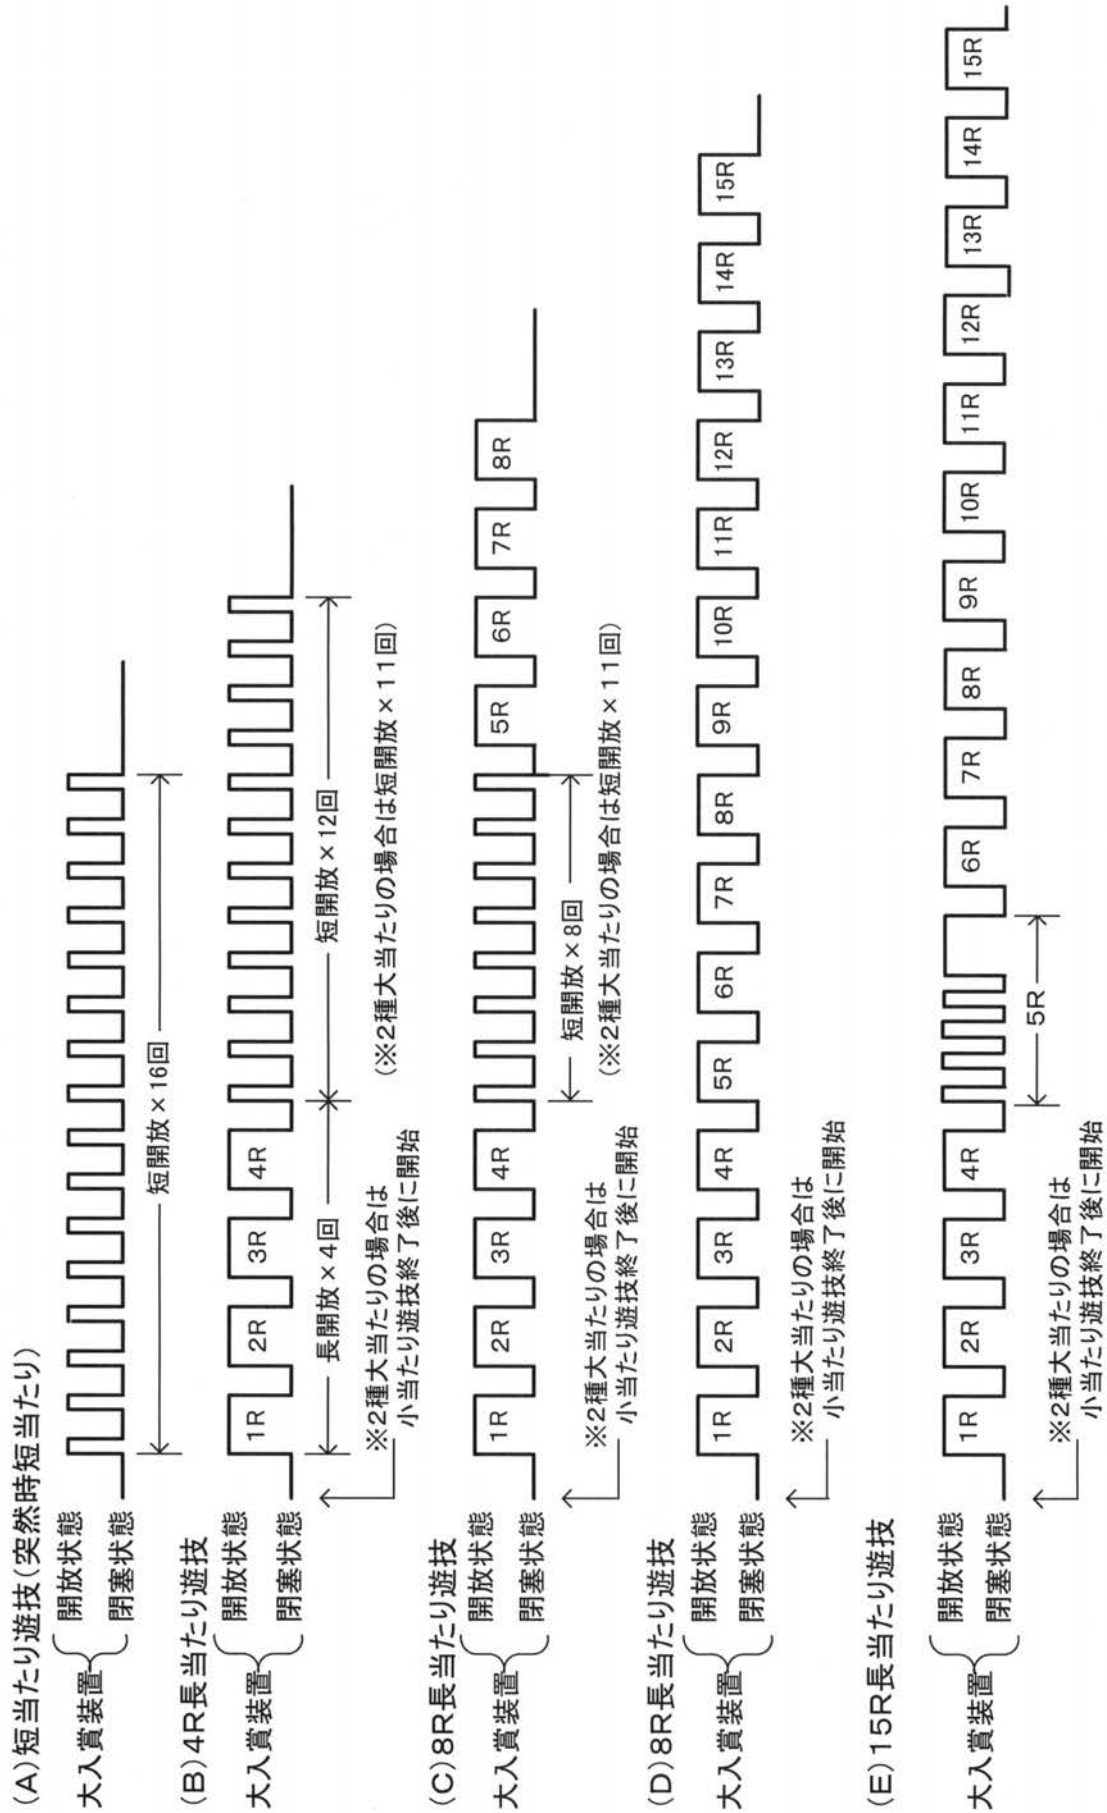 (A)短当たり遊技(突然時短当たり)
大入賞装置
開放状態
閉塞状態
短開放×16回
(B)4R長当たり遊技
大入賞装置
開放状態
閉塞状態
1R 2R 3R 4R
長開放×4回
短開放×12回
※2種大当たりの場合は
小当たり遊技終了後に開始
(※2種大当たりの場合は短開放×11回)
(C)8R長当たり遊技
大入賞装置
開放状態
閉塞状態
1R 2R 3R 4R 5R 6R 7R 8R
短開放×8回
※2種大当たりの場合は
小当たり遊技終了後に開始
(※2種大当たりの場合は短開放×11回)
(D)8R長当たり遊技
大入賞装置
開放状態
閉塞状態
1R 2R 3R 4R 5R 6R 7R 8R 9R 10R 11R 12R 13R 14R 15R
※2種大当たりの場合は
小当たり遊技終了後に開始
(E)15R長当たり遊技
大入賞装置
開放状態
閉塞状態
1R 2R 3R 4R 6R 7R 8R 9R 10R 11R 12R 13R 14R 15R
5R
※2種大当たりの場合は
小当たり遊技終了後に開始